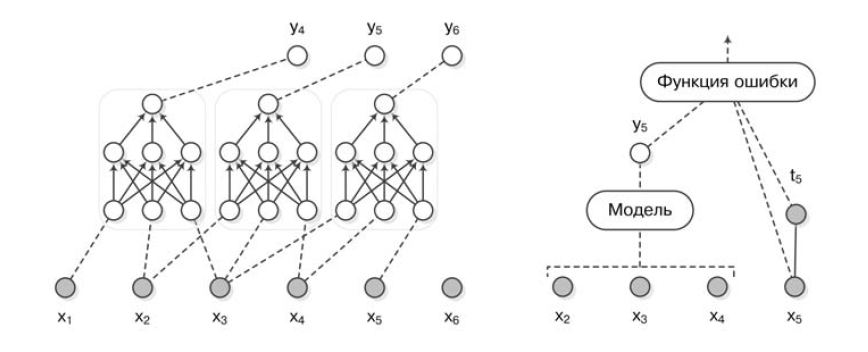 y₄ y₅ y₆
x₁ x₂ x₃ x₄ x₅ x₆
Функция ошибки
y₅
t₅
Модель
x₂ x₃ x₄ x₅